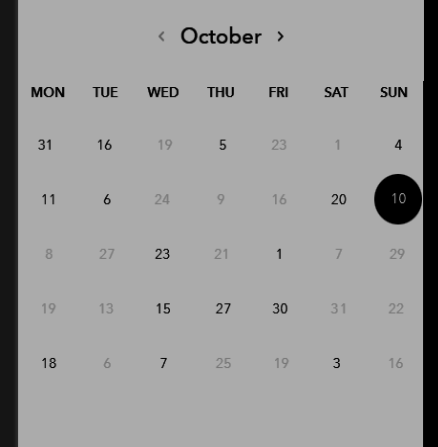 ‹ October ›
MON TUE WED THU FRI SAT SUN
31 16 19 5 23 1 4
11 6 24 9 16 20 10
8 27 23 21 1 7 29
19 13 15 27 30 31 22
18 6 7 25 19 3 16